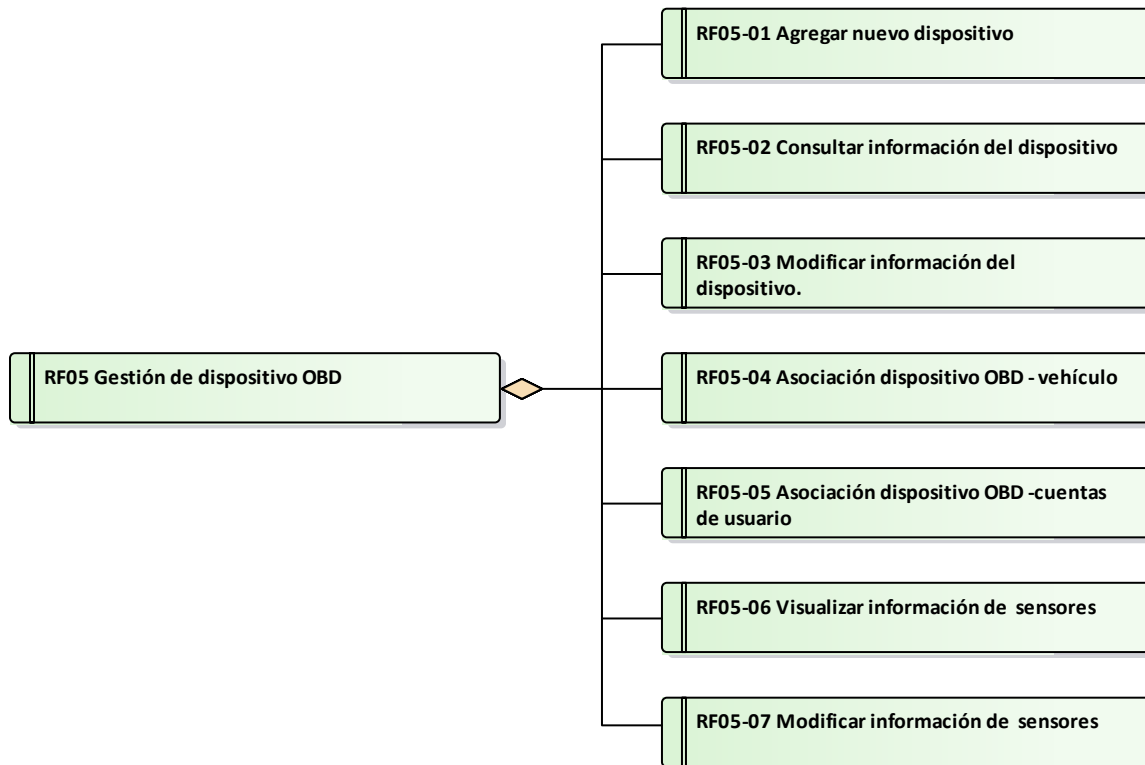 RF05-01 Agregar nuevo dispositivo
RF05-02 Consultar información del dispositivo
RF05-03 Modificar información del
dispositivo.
RF05 Gestión de dispositivo OBD
RF05-04 Asociación dispositivo OBD - vehículo
RF05-05 Asociación dispositivo OBD -cuentas
de usuario
RF05-06 Visualizar información de  sensores
RF05-07 Modificar información de  sensores